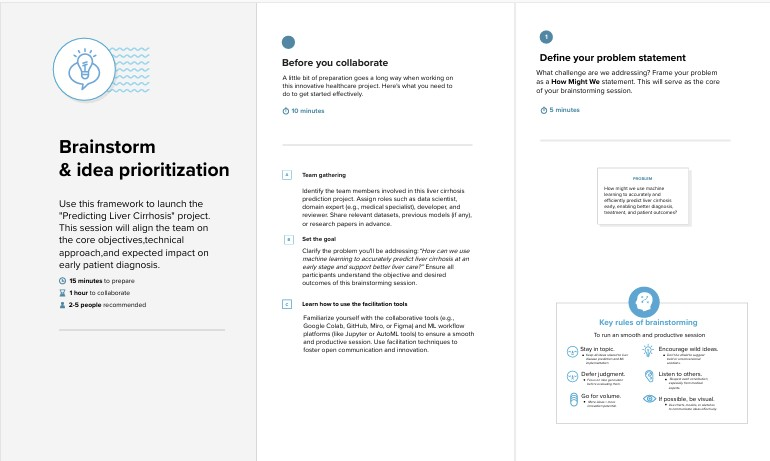 Brainstorm
& idea prioritization
Use this framework to launch the
"Predicting Liver Cirrhosis" project.
This session will align the team on
the core objectives,technical
approach,and expected impact on
early patient diagnosis.
15 minutes to prepare
1 hour to collaborate
2-5 people recommended
Before you collaborate
A little bit of preparation goes a long way when working on
this innovative healthcare project. Here's what you need to
do to get started effectively.
10 minutes
A
Team gathering
Identify the team members involved in this liver cirrhosis
prediction project. Assign roles such as data scientist,
domain expert (e.g., medical specialist), developer, and
reviewer. Share relevant datasets, previous models (if any),
or research papers in advance.
B
Set the goal
Clarify the problem you'll be addressing: "How can we use
machine learning to accurately predict liver cirrhosis at an
early stage and support better liver care?" Ensure all
participants understand the objective and desired
outcomes of this brainstorming session.
C
Learn how to use the facilitation tools
Familiarize yourself with the collaborative tools (e.g.,
Google Colab, GitHub, Miro, or Figma) and ML workflow
platforms (like Jupyter or AutoML tools) to ensure a smooth
and productive session. Use facilitation techniques to
foster open communication and innovation.
1
Define your problem statement
What challenge are we addressing? Frame your problem
as a How Might We statement. This will serve as the core
of your brainstorming session.
5 minutes
PROBLEM
How might we use machine
learning to accurately and
efficiently predict liver cirrhosis
early, enabling better diagnosis,
treatment, and patient outcomes?
Key rules of brainstorming
To run an smooth and productive session
Stay in topic.
Encourage wild ideas.
Defer judgment.
Listen to others.
Go for volume.
If possible, be visual.